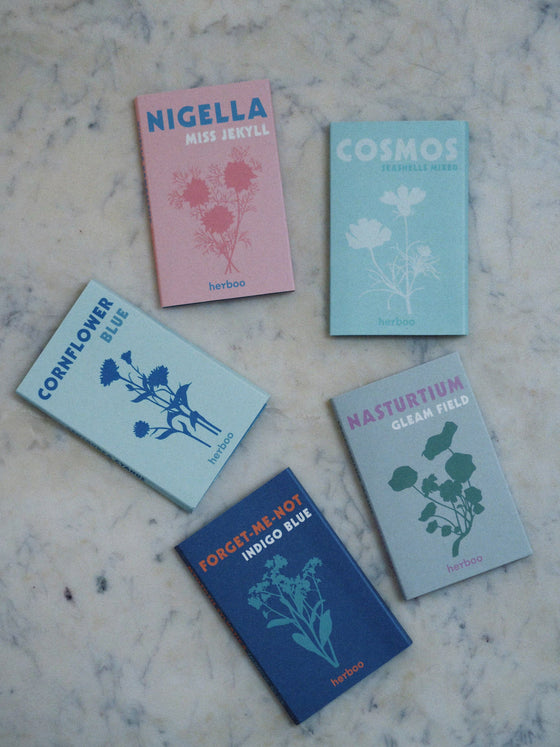 NIGELLA
MISS JEKYLL
herboo
COSMOS
SEASHELLS MIXED
herboo
CORNFLOWER
BLUE
herboo
NASTURTIUM
GLEAM FIELD
herboo
FORGET-ME-NOT
INDIGO BLUE
herboo